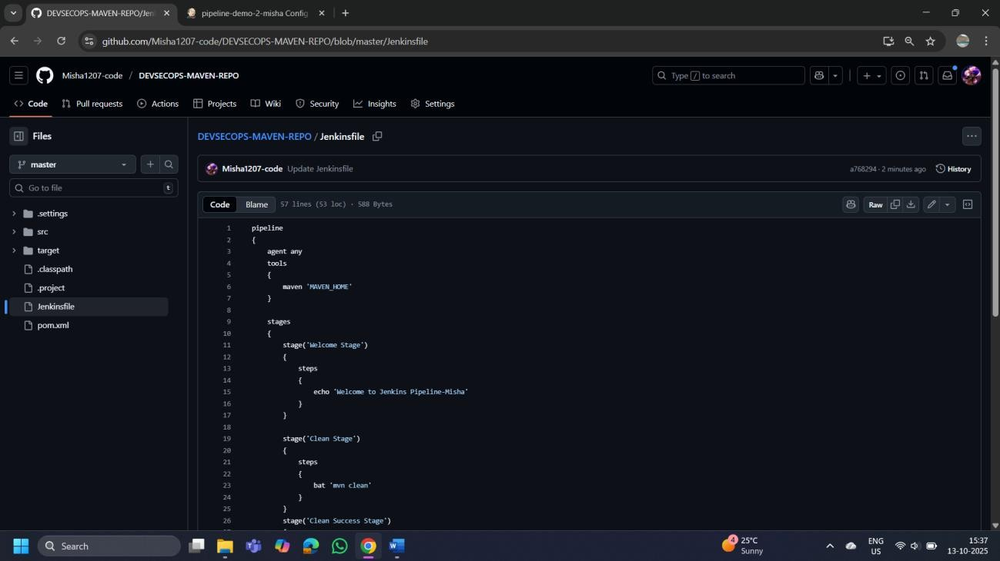 DEVSECOPS-MAVEN-REPO/Jen
pipeline-demo-2-misha Config
github.com/Misha1207-code/DEVSECOPS-MAVEN-REPO/blob/master/Jenkinsfile
Misha1207-code / DEVSECOPS-MAVEN-REPO
Type / to search
Code Pull requests Actions Projects Wiki Security Insights Settings
Files
master
Go to file t
.settings
src
target
.classpath
.project
Jenkinsfile
pom.xml
DEVSECOPS-MAVEN-REPO / Jenkinsfile
Misha1207-code Update Jenkinsfile a768294 · 2 minutes ago History
Code Blame 57 lines (53 loc) · 588 Bytes Raw
1 pipeline
2 {
3 agent any
4 tools
5 {
6 maven 'MAVEN_HOME'
7 }
8
9 stages
10 {
11 stage('Welcome Stage')
12 {
13 steps
14 {
15 echo 'Welcome to Jenkins Pipeline-Misha'
16 }
17 }
18
19 stage('Clean Stage')
20 {
21 steps
22 {
23 bat 'mvn clean'
24 }
25 }
26 stage('Clean Success Stage')
Search
4
25°C
Sunny
ENG
US
15:37
13-10-2025